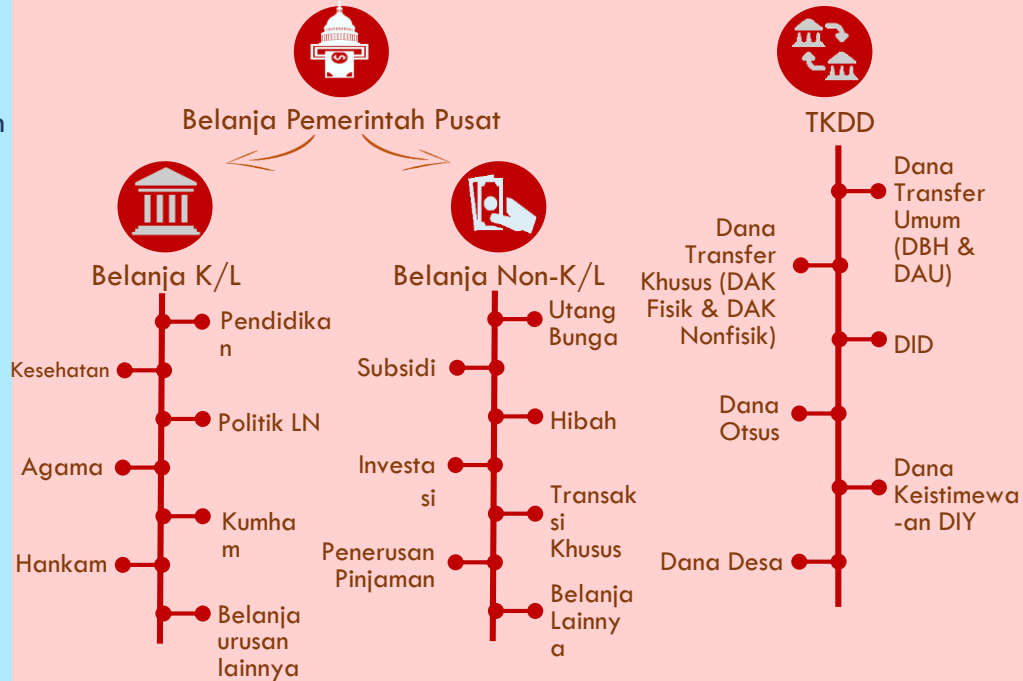 n
Belanja Pemerintah Pusat
Belanja K/L
Pendidika
n
Kesehatan
Politik LN
Agama
Kumha
m
Hankam
Belanja
urusan
lainnya
Belanja Non-K/L
Utang
Bunga
Subsidi
Hibah
Investa
si
Transak
si
Khusus
Penerusan
Pinjaman
Belanja
Lainny
a
TKDD
Dana
Transfer
Umum
(DBH &
DAU)
Dana
Transfer
Khusus (DAK
Fisik & DAK
Nonfisik)
DID
Dana
Otsus
Dana
Keistimewa
-an DIY
Dana Desa